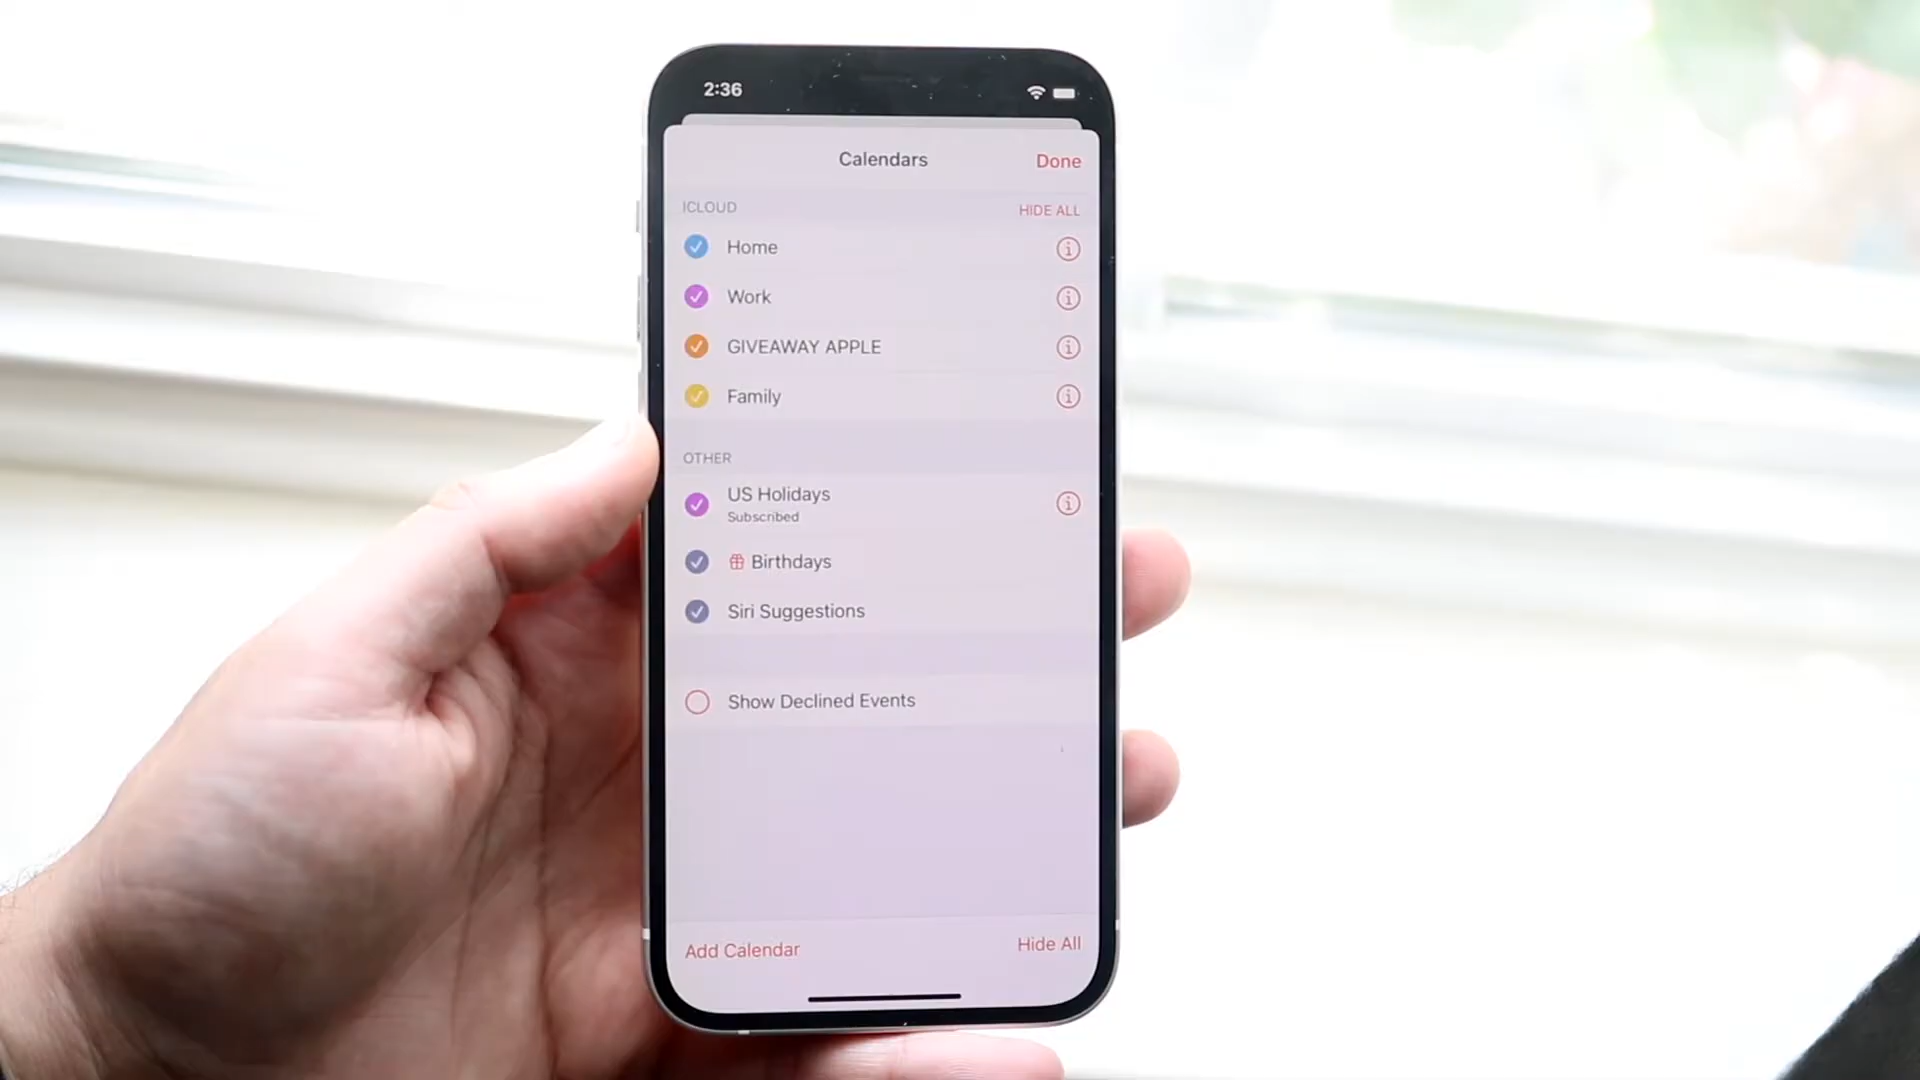 2:36
Calendars
Done
ICLOUD
HIDE ALL
Home
Work
GIVEAWAY APPLE
Family
OTHER
US Holidays
Subscribed
Birthdays
Siri Suggestions
Show Declined Events
Add Calendar
Hide All